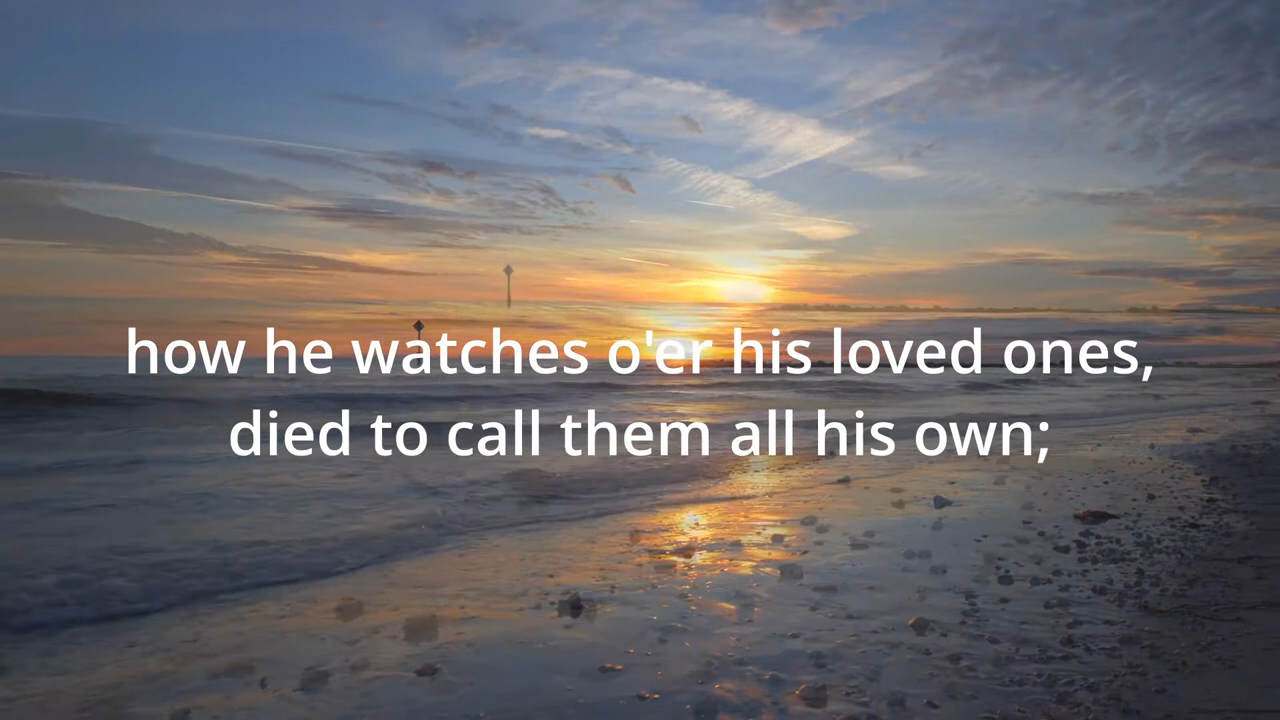 how he watches o'er his loved ones,
died to call them all his own;